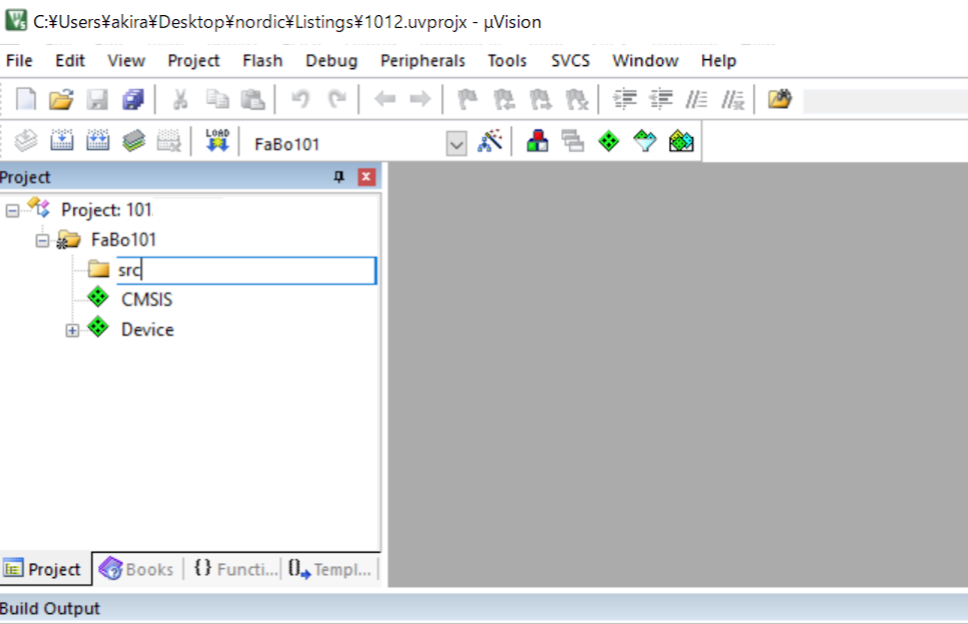 C:¥Users¥akira¥Desktop¥nordic¥Listings¥1012.uvprojx - µVision
File Edit View Project Flash Debug Peripherals Tools SVCS Window Help
LOAD FaBo101
Project
Project: 101
FaBo101
src
CMSIS
Device
Project Books {} Functi... Templ...
Build Output